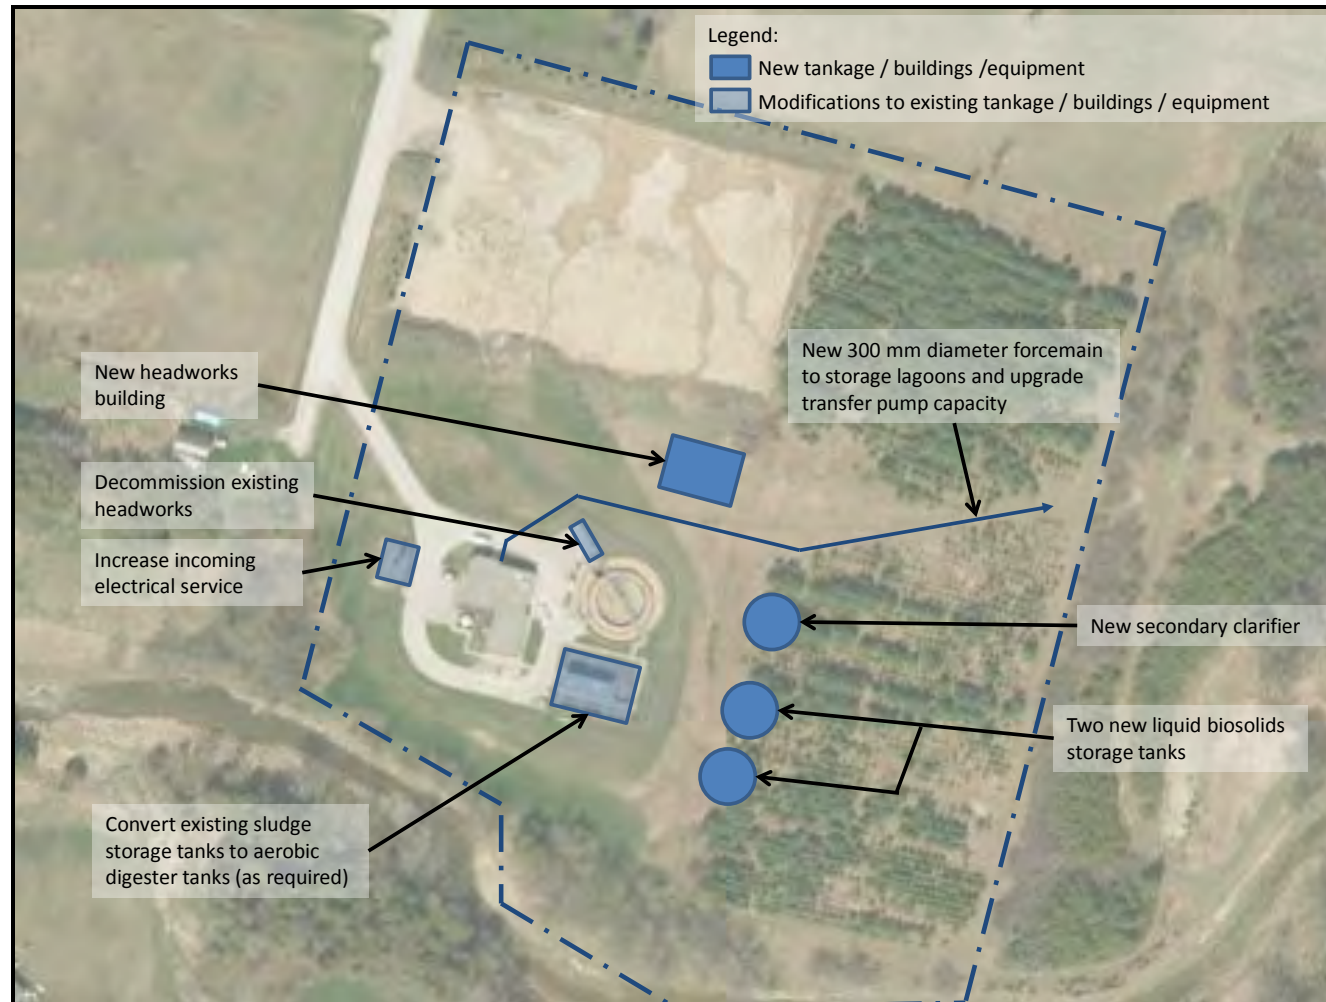 Legend:
New tankage / buildings /equipment
Modifications to existing tankage / buildings / equipment
New headworks
building
New 300 mm diameter forcemain
to storage lagoons and upgrade
transfer pump capacity
Decommission existing
headworks
Increase incoming
electrical service
New secondary clarifier
Two new liquid biosolids
storage tanks
Convert existing sludge
storage tanks to aerobic
digester tanks (as required)